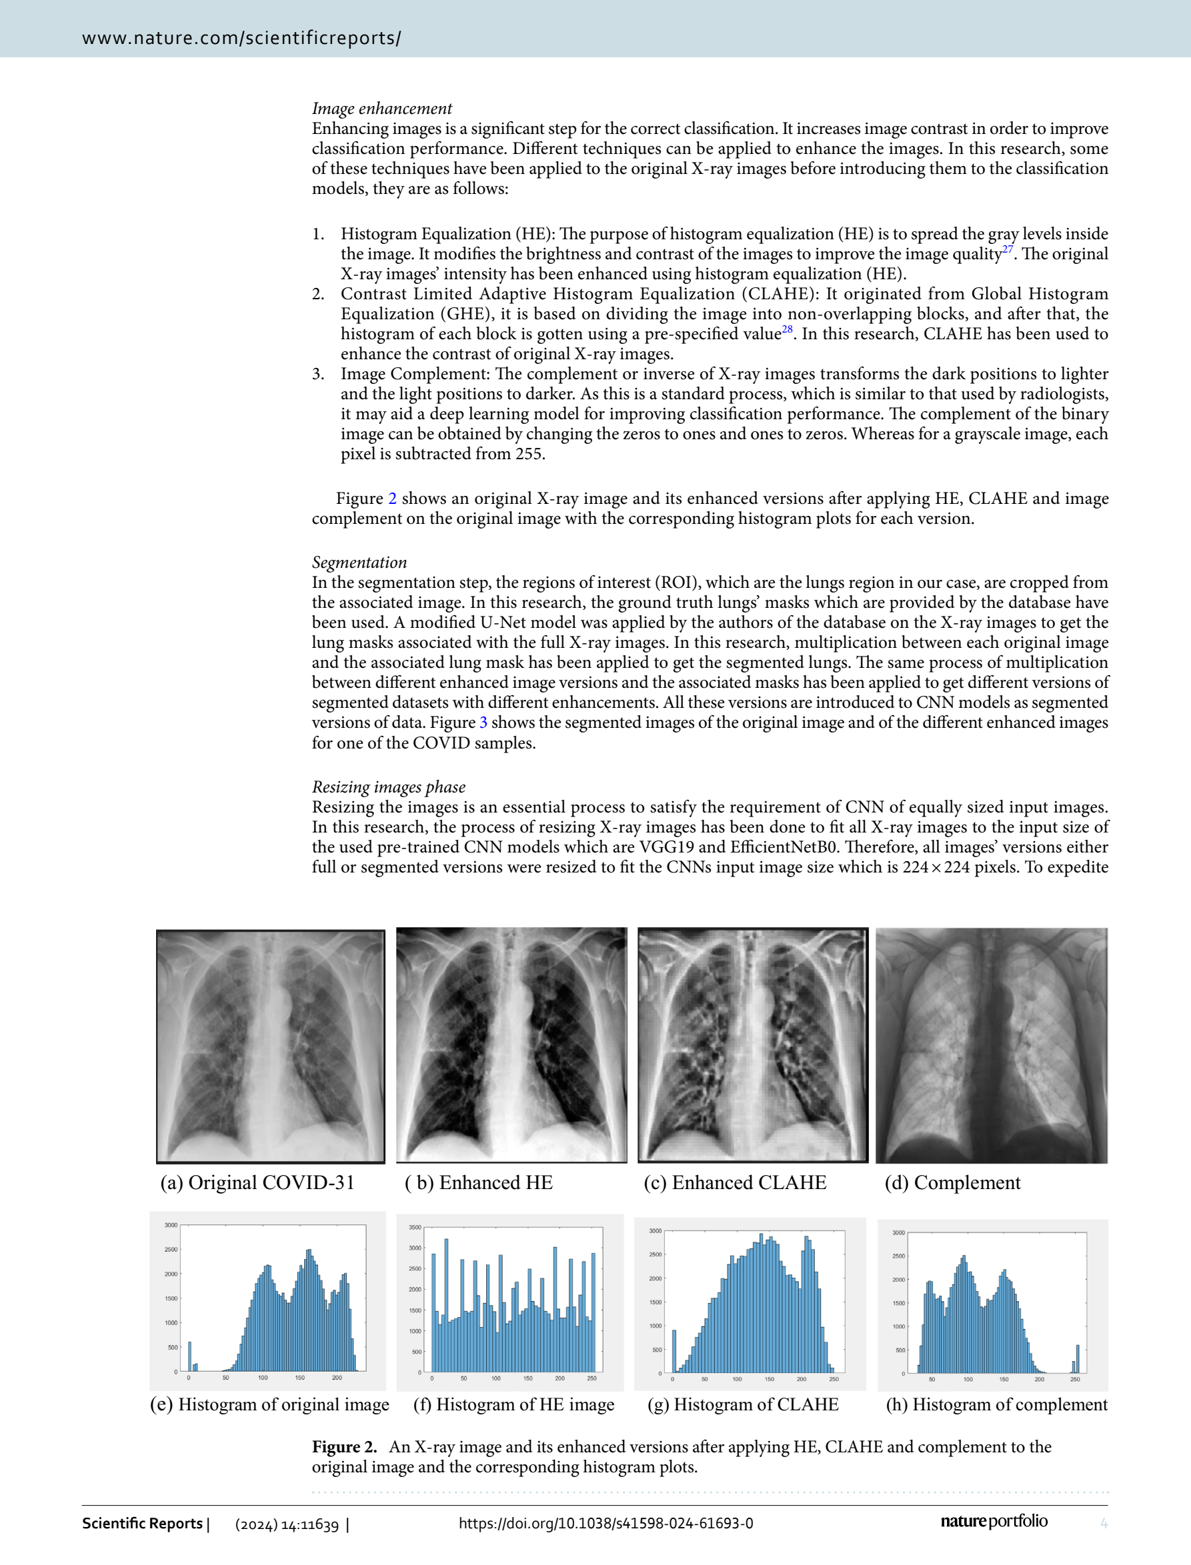 www.nature.com/scientificreports/
Image enhancement
Enhancing images is a significant step for the correct classification. It increases image contrast in order to improve
classification performance. Different techniques can be applied to enhance the images. In this research, some
of these techniques have been applied to the original X-ray images before introducing them to the classification
models, they are as follows:
1. Histogram Equalization (HE): The purpose of histogram equalization (HE) is to spread the gray levels inside
the image. It modifies the brightness and contrast of the images to improve the image quality27. The original
X-ray images’ intensity has been enhanced using histogram equalization (HE).
2. Contrast Limited Adaptive Histogram Equalization (CLAHE): It originated from Global Histogram
Equalization (GHE), it is based on dividing the image into non-overlapping blocks, and after that, the
histogram of each block is gotten using a pre-specified value28. In this research, CLAHE has been used to
enhance the contrast of original X-ray images.
3. Image Complement: The complement or inverse of X-ray images transforms the dark positions to lighter
and the light positions to darker. As this is a standard process, which is similar to that used by radiologists,
it may aid a deep learning model for improving classification performance. The complement of the binary
image can be obtained by changing the zeros to ones and ones to zeros. Whereas for a grayscale image, each
pixel is subtracted from 255.
Figure 2 shows an original X-ray image and its enhanced versions after applying HE, CLAHE and image
complement on the original image with the corresponding histogram plots for each version.
Segmentation
In the segmentation step, the regions of interest (ROI), which are the lungs region in our case, are cropped from
the associated image. In this research, the ground truth lungs’ masks which are provided by the database have
been used. A modified U-Net model was applied by the authors of the database on the X-ray images to get the
lung masks associated with the full X-ray images. In this research, multiplication between each original image
and the associated lung mask has been applied to get the segmented lungs. The same process of multiplication
between different enhanced image versions and the associated masks has been applied to get different versions of
segmented datasets with different enhancements. All these versions are introduced to CNN models as segmented
versions of data. Figure 3 shows the segmented images of the original image and of the different enhanced images
for one of the COVID samples.
Resizing images phase
Resizing the images is an essential process to satisfy the requirement of CNN of equally sized input images.
In this research, the process of resizing X-ray images has been done to fit all X-ray images to the input size of
the used pre-trained CNN models which are VGG19 and EfficientNetB0. Therefore, all images’ versions either
full or segmented versions were resized to fit the CNNs input image size which is 224 × 224 pixels. To expedite
(a) Original COVID-31
( b) Enhanced HE
(c) Enhanced CLAHE
(d) Complement
3000
2500
2000
1500
1000
500
0
0 50 100 150 200
3500
3000
2500
2000
1500
1000
500
0
0 50 100 150 200 250
3000
2500
2000
1500
1000
500
0
0 50 100 150 200 250
3000
2500
2000
1500
1000
500
0
50 100 150 200 250
(e) Histogram of original image
(f) Histogram of HE image
(g) Histogram of CLAHE
(h) Histogram of complement
Figure 2. An X-ray image and its enhanced versions after applying HE, CLAHE and complement to the
original image and the corresponding histogram plots.
Scientific Reports | (2024) 14:11639 | https://doi.org/10.1038/s41598-024-61693-0 natureportfolio 4